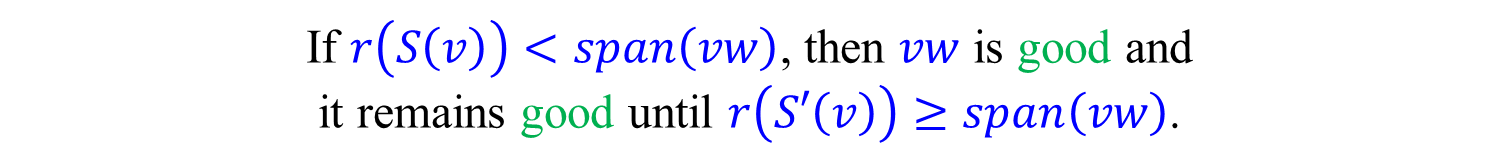 If r(S(v)) < span(vw), then vw is good and
it remains good until r(S′(v)) ≥ span(vw).